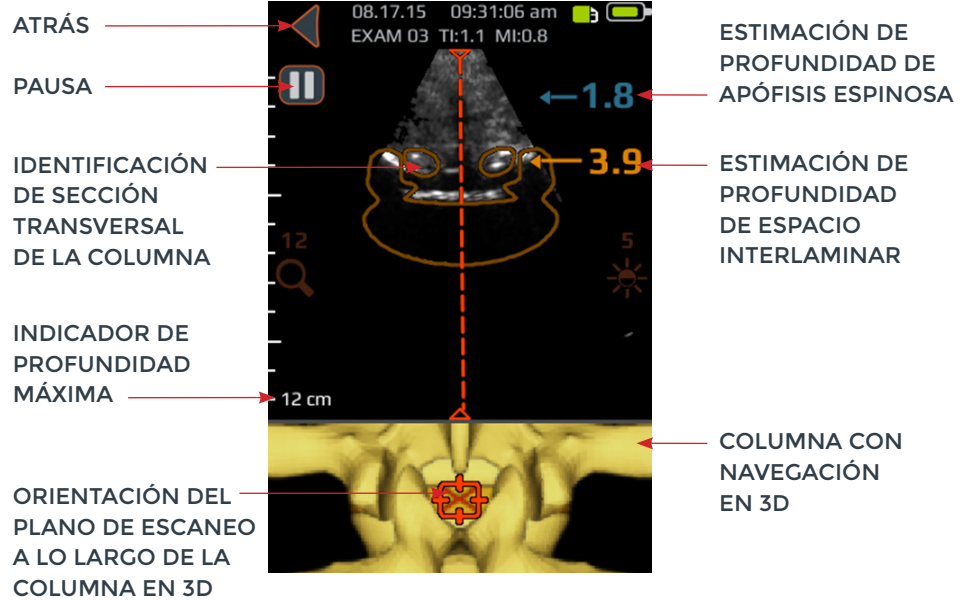 ATRÁS
PAUSA
IDENTIFICACIÓN
DE SECCIÓN
TRANSVERSAL
DE LA COLUMNA
INDICADOR DE
PROFUNDIDAD
MÁXIMA
ORIENTACIÓN DEL
PLANO DE ESCANEO
A LO LARGO DE LA
COLUMNA EN 3D
08.17.15 09:31:06 am
EXAM 03 TI:1.1 MI:0.8
1.8
3.9
12
5
12 cm
ESTIMACIÓN DE
PROFUNDIDAD DE
APÓFISIS ESPINOSA
ESTIMACIÓN DE
PROFUNDIDAD
DE ESPACIO
INTERLAMINAR
COLUMNA CON
NAVEGACIÓN
EN 3D